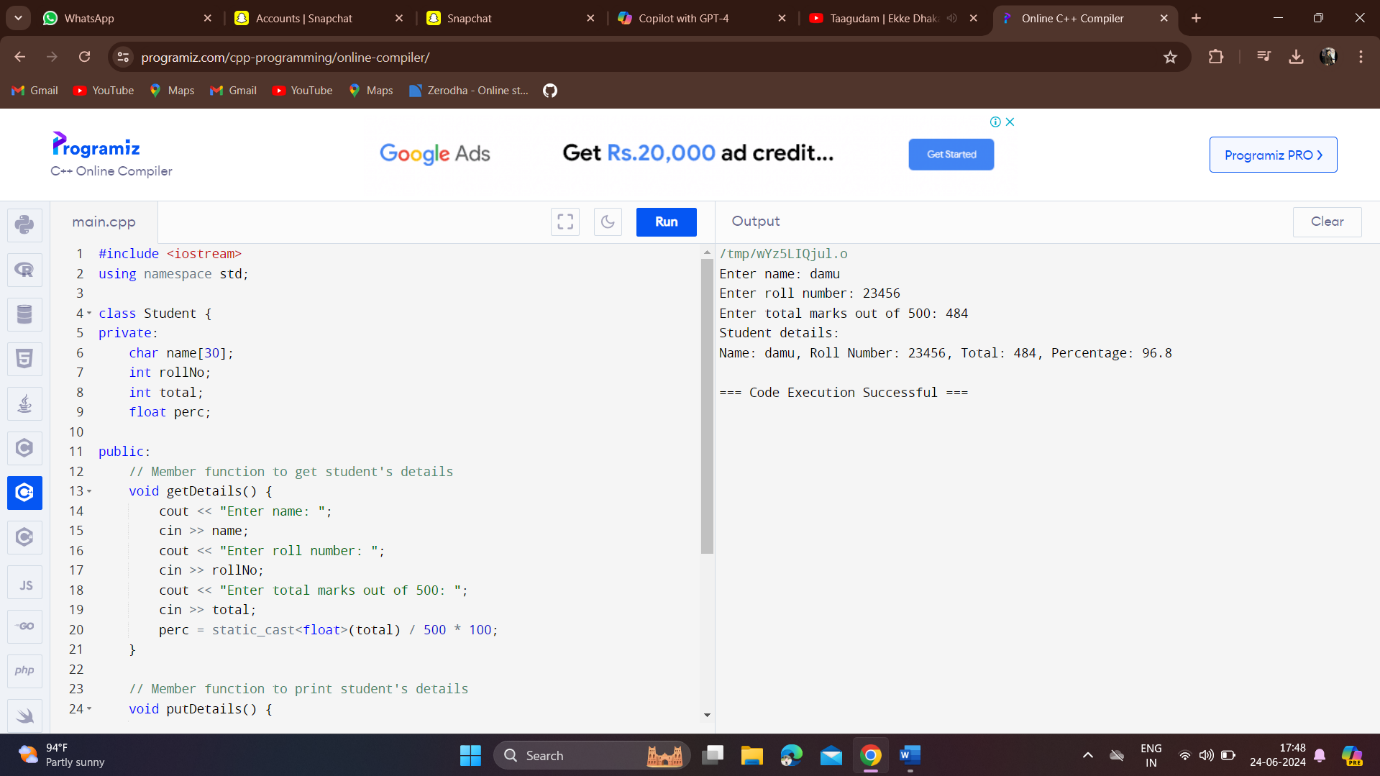 WhatsApp
Accounts | Snapchat
Snapchat
Copilot with GPT-4
Taagudam | Ekke Dhaka
Online C++ Compiler
programiz.com/cpp-programming/online-compiler/
Gmail
YouTube
Maps
Gmail
YouTube
Maps
Zerodha - Online st...
Programiz
C++ Online Compiler
Google Ads
Get Rs.20,000 ad credit...
Get Started
Programiz PRO
main.cpp
Run
Output
Clear
1 #include <iostream>
2 using namespace std;
3
4 class Student {
5 private:
6 char name[30];
7 int rollNo;
8 int total;
9 float perc;
10
11 public:
12 // Member function to get student's details
13 void getDetails() {
14 cout << "Enter name: ";
15 cin >> name;
16 cout << "Enter roll number: ";
17 cin >> rollNo;
18 cout << "Enter total marks out of 500: ";
19 cin >> total;
20 perc = static_cast<float>(total) / 500 * 100;
21 }
22
23 // Member function to print student's details
24 void putDetails() {
/tmp/wYz5LIQjul.o
Enter name: damu
Enter roll number: 23456
Enter total marks out of 500: 484
Student details:
Name: damu, Roll Number: 23456, Total: 484, Percentage: 96.8
=== Code Execution Successful ===
JS
GO
php
94°F
Partly sunny
Search
ENG
IN
17:48
24-06-2024
PRE